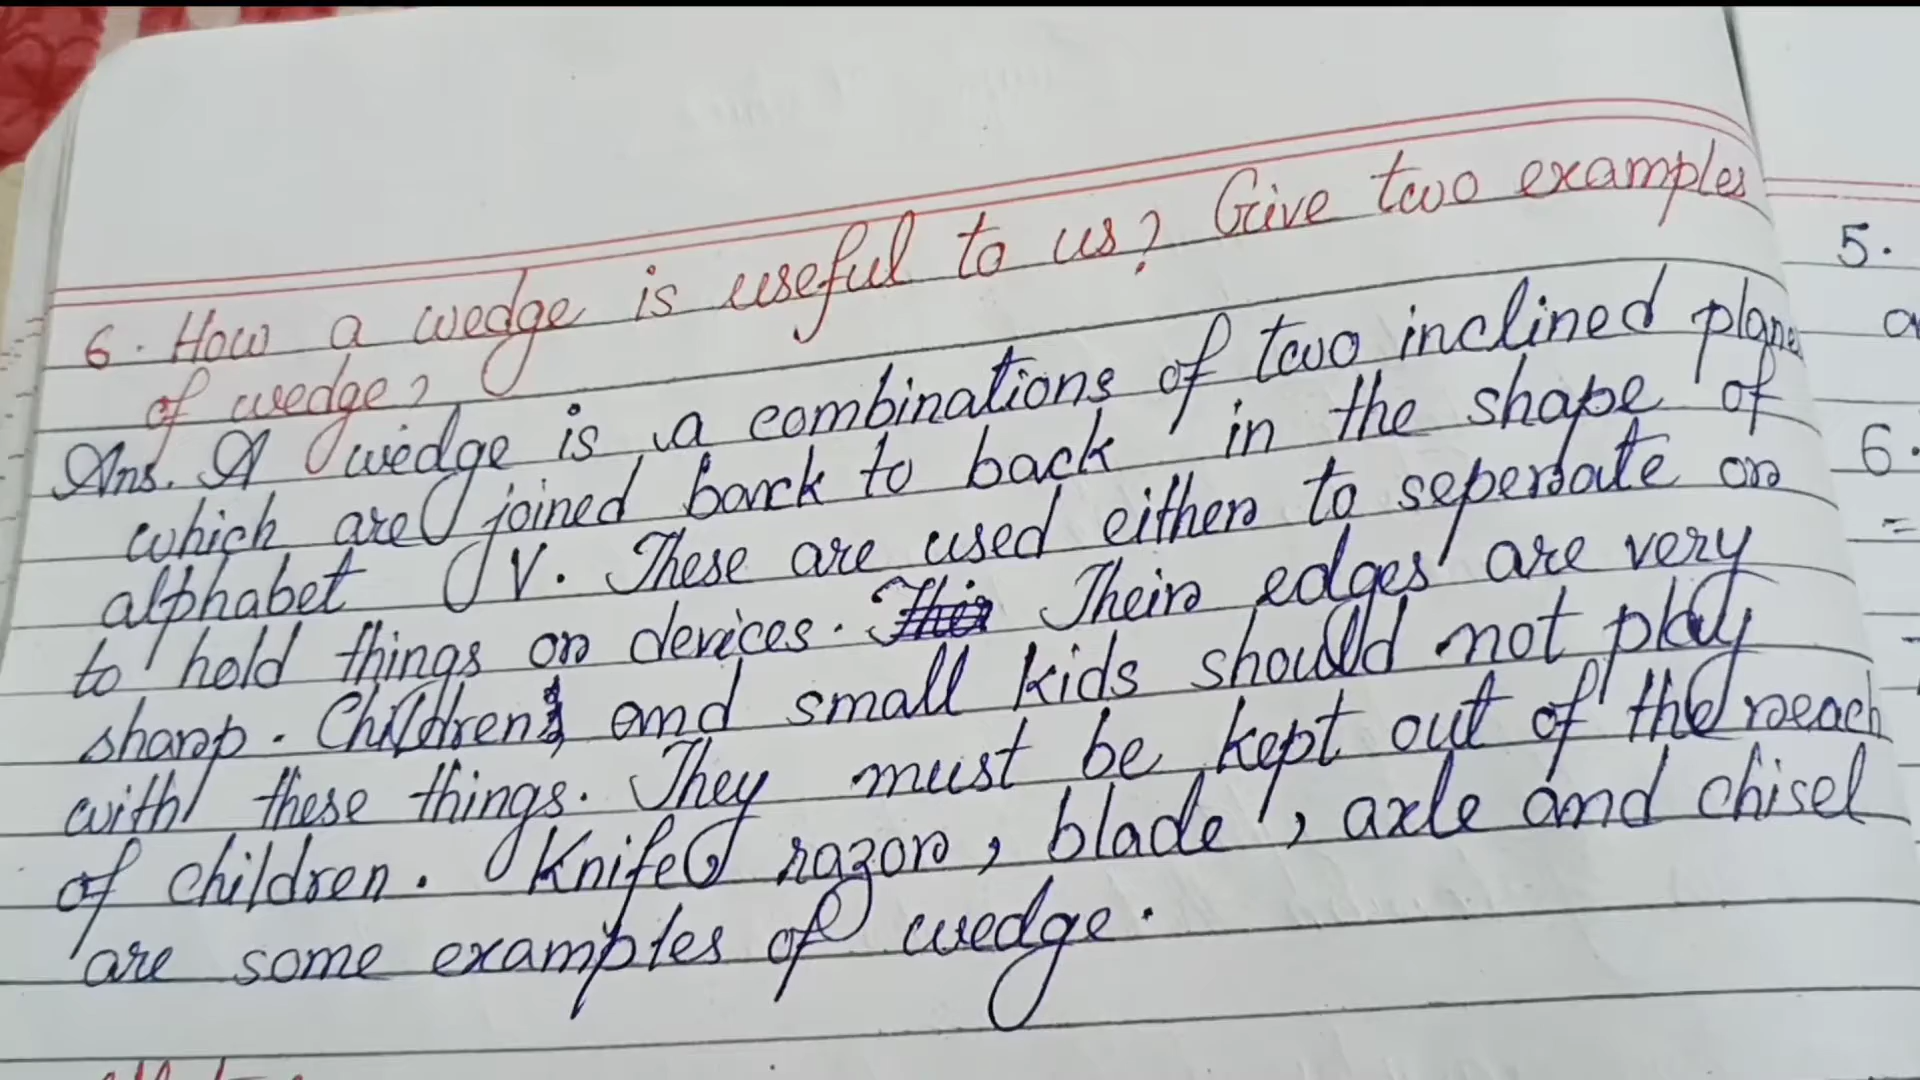 6. How a wedge is useful to us? Give two examples
of wedge?
Ans. A wedge is a combinations of two inclined plane
which are joined back to back in the shape of
alphabet V. These are used either to seperate or
to hold things or devices. Their edges are very
sharp. Children and small kids should not play
with these things. They must be kept out of the reach
of children. Knife, razor, blade, axle and chisel
are some examples of wedge.
5.
6.
=